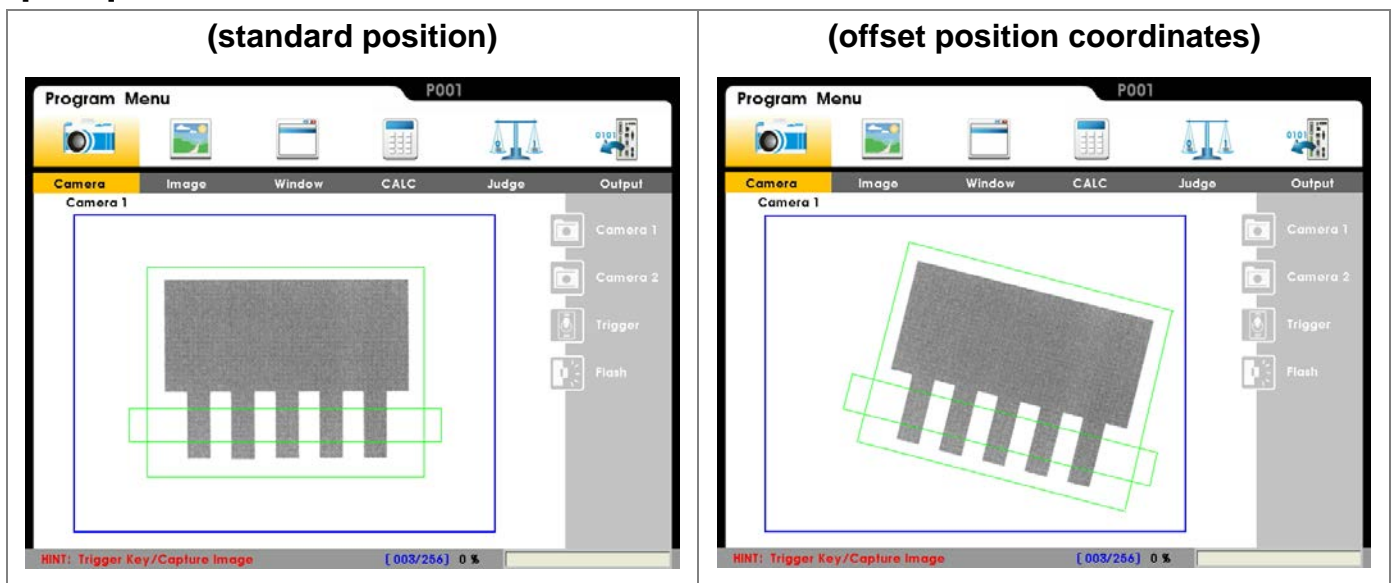 (standard position)
Program Menu
P001
Camera
Image
Window
CALC
Judge
Output
Camera 1
Camera 1
Camera 2
Trigger
Flash
HINT: Trigger Key/Capture Image
[003/256] 0 %
(offset position coordinates)
Program Menu
P001
Camera
Image
Window
CALC
Judge
Output
Camera 1
Camera 1
Camera 2
Trigger
Flash
HINT: Trigger Key/Capture Image
[003/256] 0 %